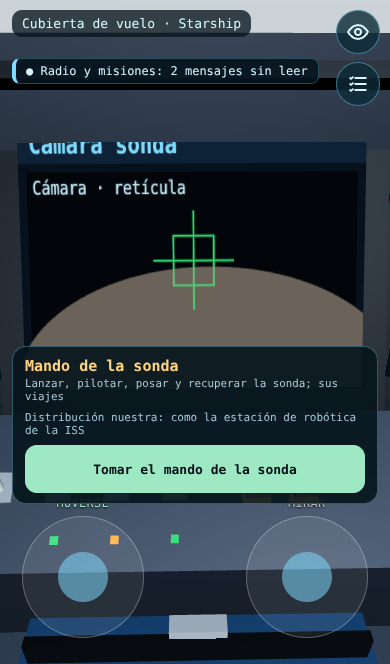 Cubierta de vuelo · Starship
● Radio y misiones: 2 mensajes sin leer
Cámara sonda
Cámara · retícula
Mando de la sonda
Lanzar, pilotar, posar y recuperar la sonda; sus
viajes
Distribución nuestra: como la estación de robótica
de la ISS
Tomar el mando de la sonda
MOVERSE
MIRAR